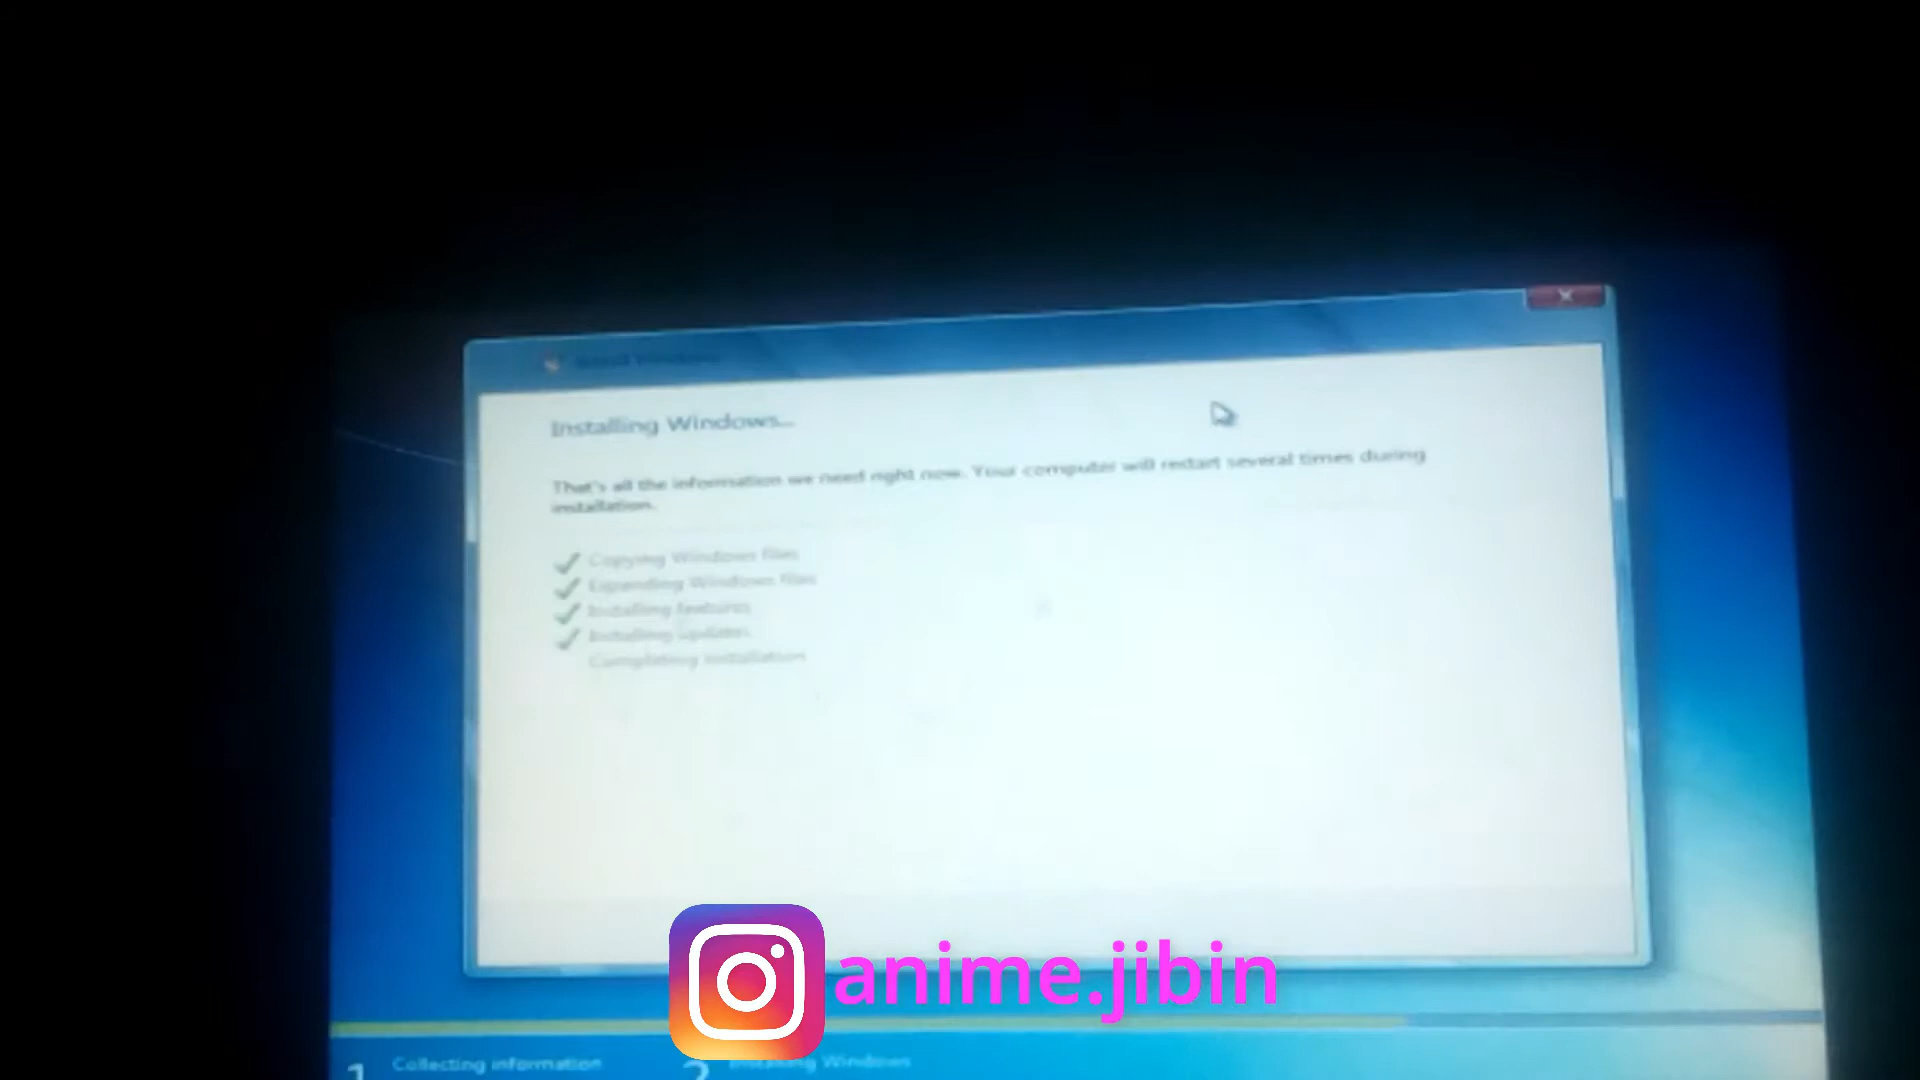 Install Windows
Installing Windows...
That's all the information we need right now. Your computer will restart several times during
installation.
Copying Windows files
Expanding Windows files
Installing features
Installing updates
Completing installation
anime.jibin
1 Collecting information
2 Installing Windows